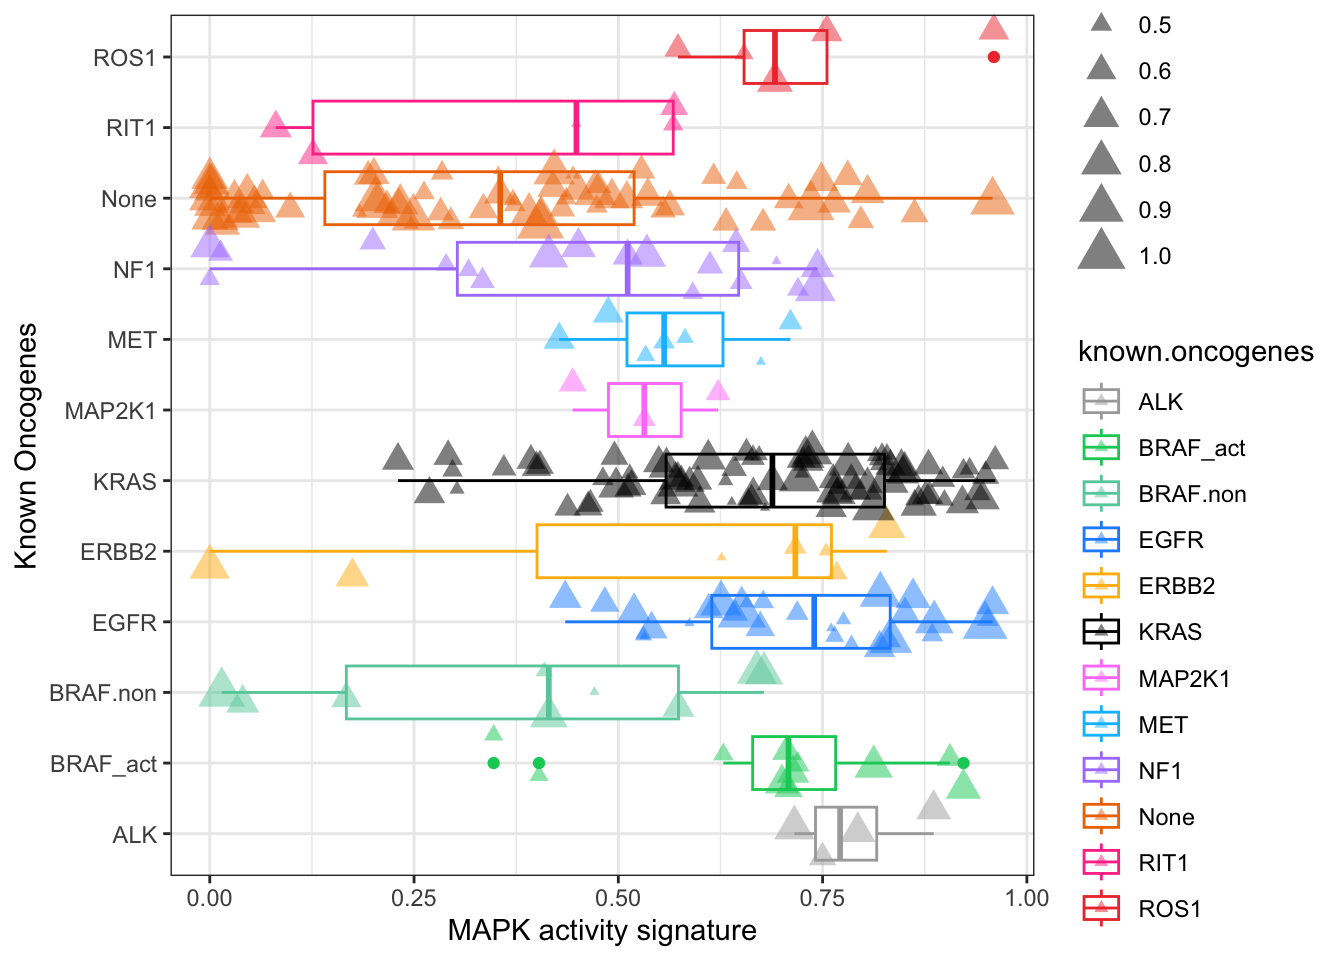 Known Oncogenes
ROS1
RIT1
None
NF1
MET
MAP2K1
KRAS
ERBB2
EGFR
BRAF.non
BRAF_act
ALK
0.00
0.25
0.50
0.75
1.00
MAPK activity signature
0.5
0.6
0.7
0.8
0.9
1.0
known.oncogenes
ALK
BRAF_act
BRAF.non
EGFR
ERBB2
KRAS
MAP2K1
MET
NF1
None
RIT1
ROS1